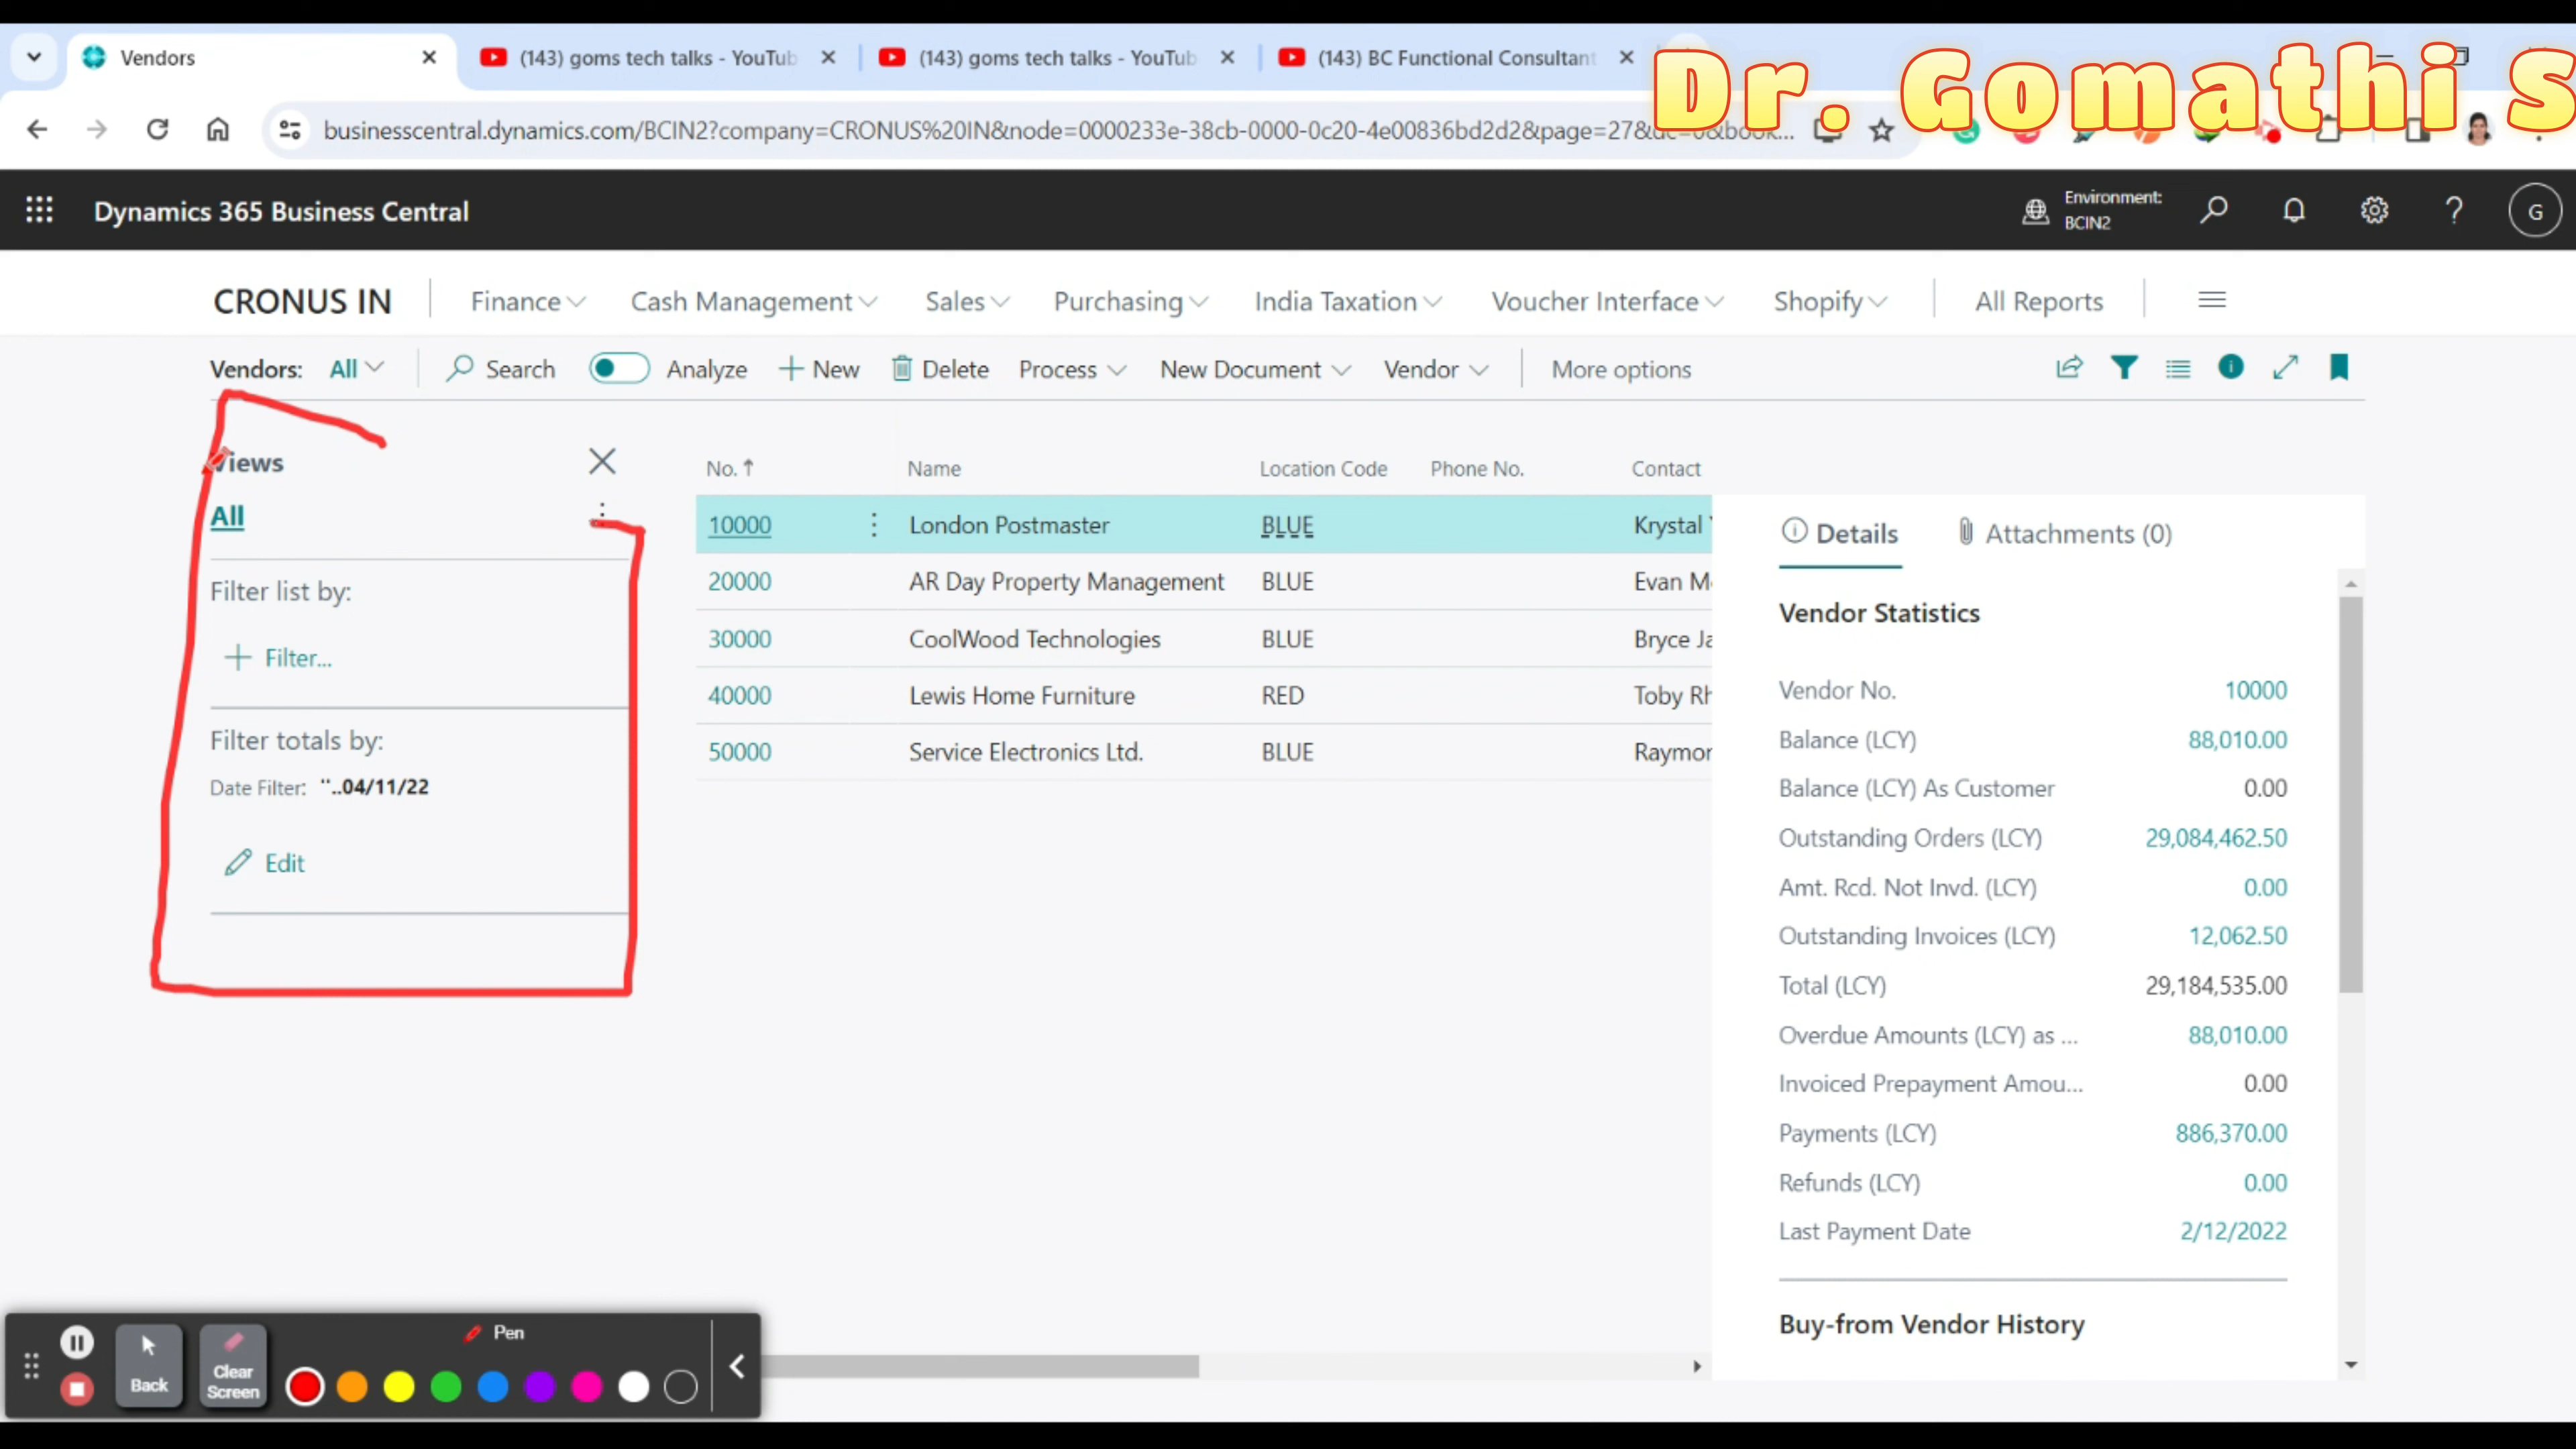 Vendors
(143) goms tech talks - YouTub
(143) goms tech talks - YouTub
(143) BC Functional Consultant
Dr. Gomathi S
businesscentral.dynamics.com/BCIN2?company=CRONUS%20IN&node=0000233e-38cb-0000-0c20-4e00836bd2d2&page=27&dc=0&book...
Dynamics 365 Business Central
Environment:
BCIN2
G
CRONUS IN
Finance
Cash Management
Sales
Purchasing
India Taxation
Voucher Interface
Shopify
All Reports
Vendors: All
Search
Analyze
New
Delete
Process
New Document
Vendor
More options
Views
All
Filter list by:
Filter...
Filter totals by:
Date Filter: ''..04/11/22
Edit
No. Name Location Code Phone No. Contact
10000 London Postmaster BLUE Krystal
20000 AR Day Property Management BLUE Evan
30000 CoolWood Technologies BLUE Bryce
40000 Lewis Home Furniture RED Toby
50000 Service Electronics Ltd. BLUE Raymon
Details
Attachments (0)
Vendor Statistics
Vendor No. 10000
Balance (LCY) 88,010.00
Balance (LCY) As Customer 0.00
Outstanding Orders (LCY) 29,084,462.50
Amt. Rcd. Not Invd. (LCY) 0.00
Outstanding Invoices (LCY) 12,062.50
Total (LCY) 29,184,535.00
Overdue Amounts (LCY) as ... 88,010.00
Invoiced Prepayment Amou... 0.00
Payments (LCY) 886,370.00
Refunds (LCY) 0.00
Last Payment Date 2/12/2022
Buy-from Vendor History
Pen
Back
Clear
Screen